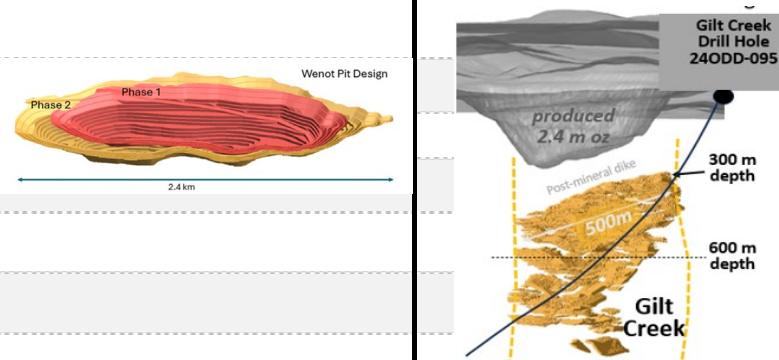 Wenot Pit Design
Phase 1
Phase 2
2.4 km
Gilt Creek
Drill Hole
24ODD-095
produced
2.4 m oz
300 m
depth
Post-mineral dike
500m
600 m
depth
Gilt
Creek